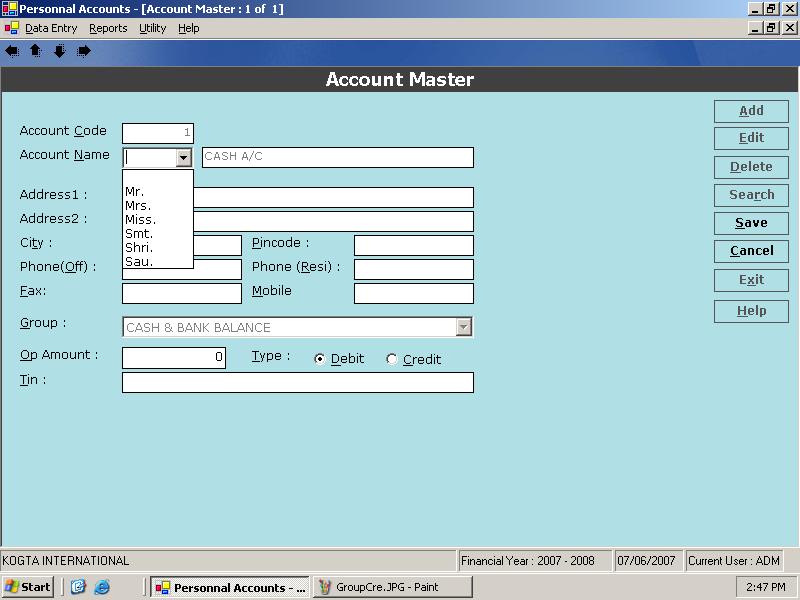 Personnal Accounts - [Account Master : 1 of 1]
Data Entry Reports Utility Help
Account Master
Account Code 1
Account Name CASH A/C
Mr.
Mrs.
Miss.
Smt.
Shri.
Sau.
Address1 :
Address2 :
City : Pincode :
Phone(Off) : Phone (Resi) :
Fax: Mobile
Group : CASH & BANK BALANCE
Op Amount : 0 Type : Debit Credit
Tin :
Add
Edit
Delete
Search
Save
Cancel
Exit
Help
KOGTA INTERNATIONAL Financial Year : 2007 - 2008 07/06/2007 Current User : ADM
Start Personnal Accounts - ... GroupCre.JPG - Paint 2:47 PM